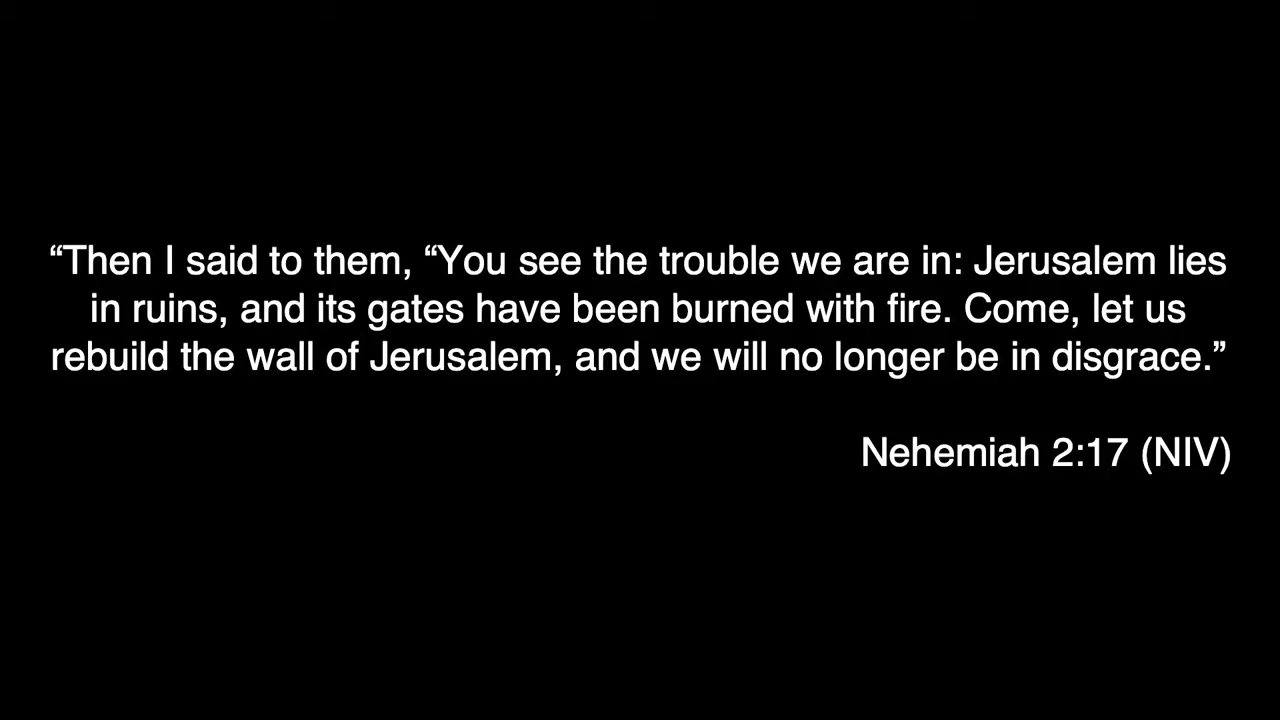 “Then I said to them, “You see the trouble we are in: Jerusalem lies
in ruins, and its gates have been burned with fire. Come, let us
rebuild the wall of Jerusalem, and we will no longer be in disgrace.”
Nehemiah 2:17 (NIV)